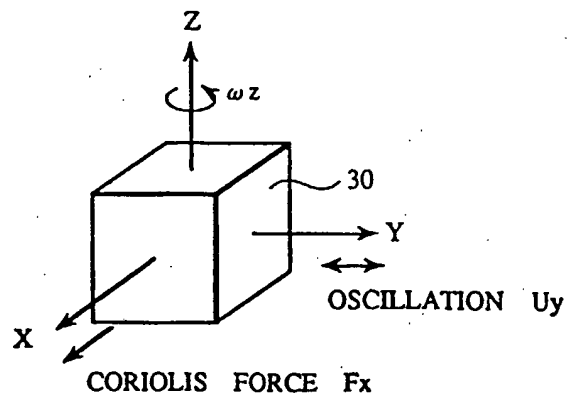 Z
ωz
30
Y
OSCILLATION Uy
X
CORIOLIS FORCE Fx